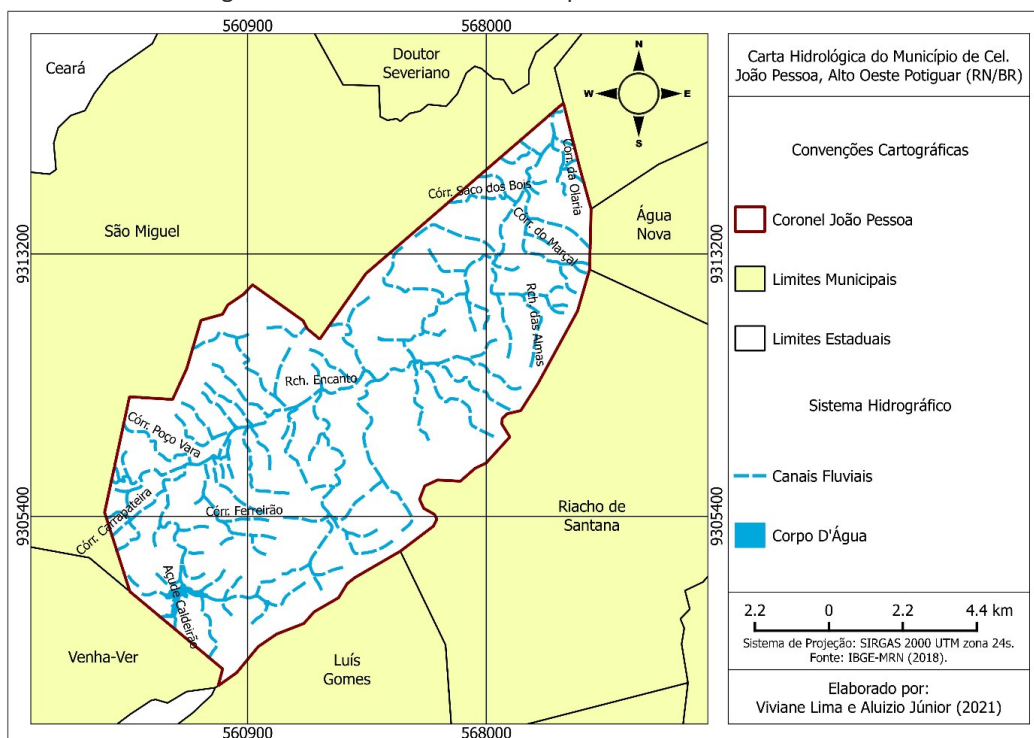 560900
568000
Ceará
Doutor
Severiano
N
W
E
S
São Miguel
Córr. Saco dos Bois
Corr. da Olaria
Córr. do Marçal
Água
Nova
9313200
9313200
Rch. das Almas
Rch. Encanto
Córr. Poço Vara
Córr. Carrapateira
Córr. Ferreirão
9305400
9305400
Riacho de
Santana
Açude Caldeirão
Venha-Ver
Luís
Gomes
560900
568000
Carta Hidrológica do Município de Cel.
João Pessoa, Alto Oeste Potiguar (RN/BR)
Convenções Cartográficas
Coronel João Pessoa
Limites Municipais
Limites Estaduais
Sistema Hidrográfico
Canais Fluviais
Corpo D'Água
2.2 0 2.2 4.4 km
Sistema de Projeção: SIRGAS 2000 UTM zona 24s.
Fonte: IBGE-MRN (2018).
Elaborado por:
Viviane Lima e Aluizio Júnior (2021)